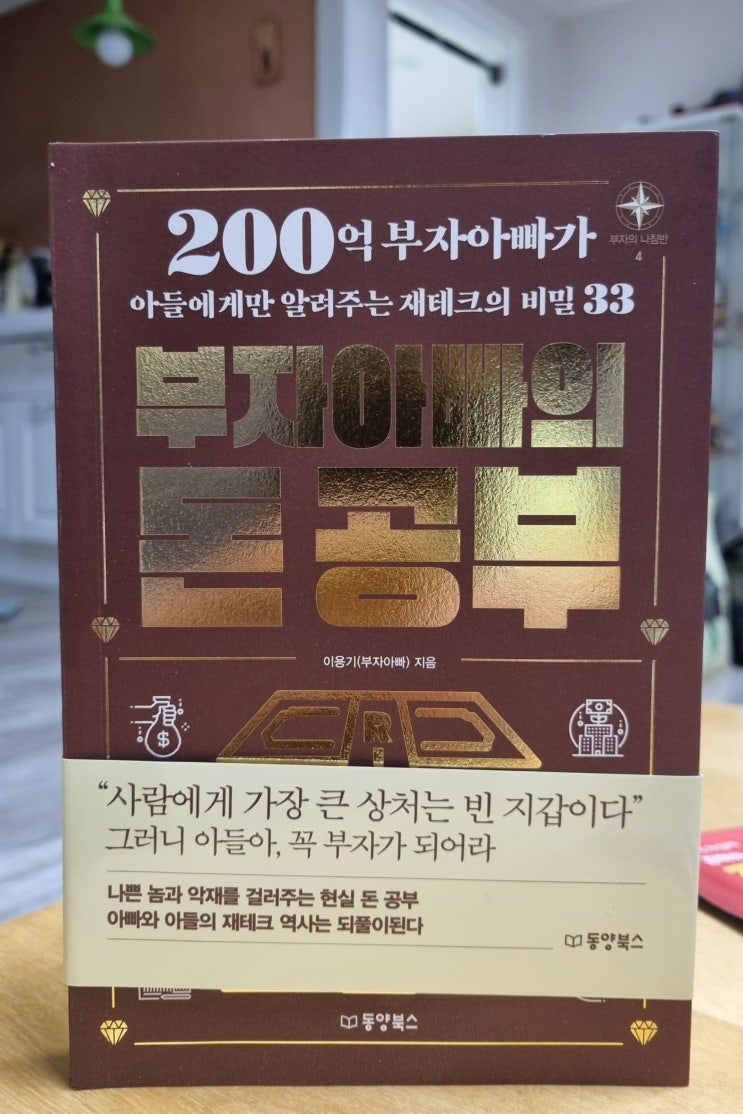 200억 부자아빠가
부자의 나침반
4
아들에게만 알려주는 재테크의 비밀 33
부자아빠의
돈 공부
이용기(부자아빠) 지음
$
R
“사람에게 가장 큰 상처는 빈 지갑이다”
그러니 아들아, 꼭 부자가 되어라
나쁜 놈과 악재를 걸러주는 현실 돈 공부
아빠와 아들의 재테크 역사는 되풀이된다
동양북스
동양북스